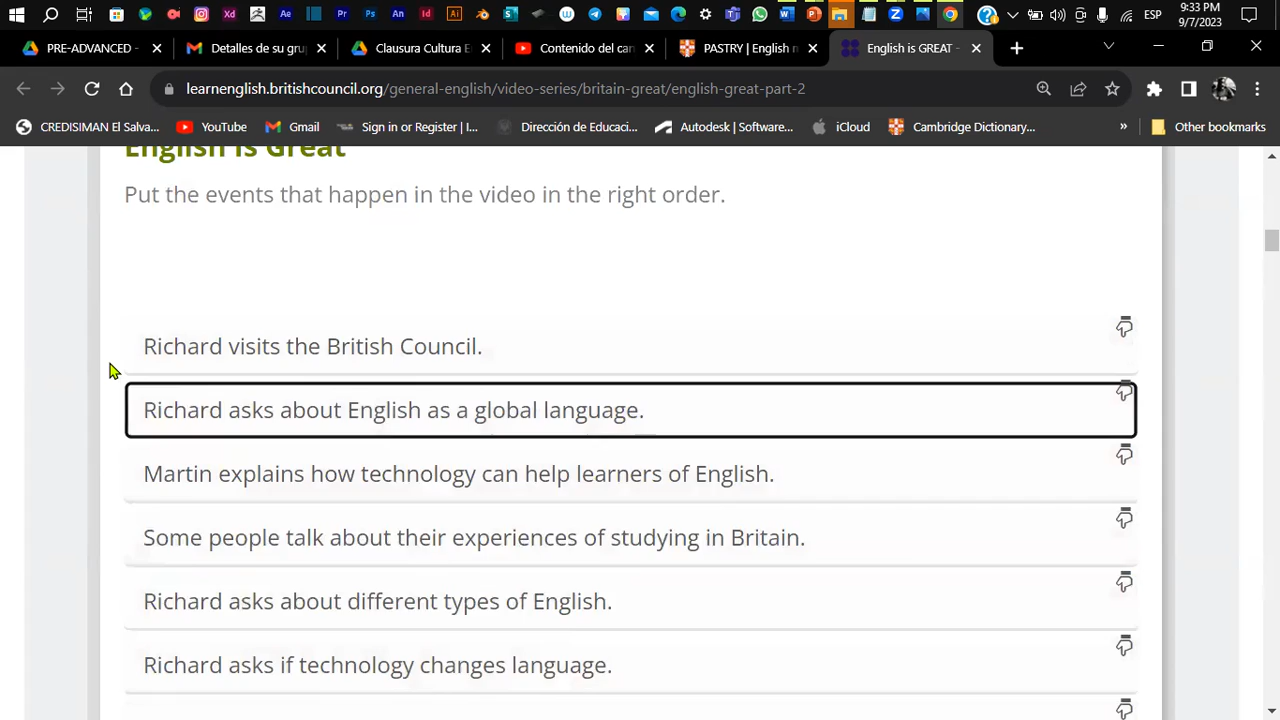 9:33 PM
ESP
9/7/2023
PRE-ADVANCED -
Detalles de su gru
Clausura Cultura E
Contenido del can
PASTRY | English n
English is GREAT -
learnenglish.britishcouncil.org/general-english/video-series/britain-great/english-great-part-2
CREDISIMAN El Salva...
YouTube
Gmail
Sign in or Register | I...
Dirección de Educaci...
Autodesk | Software...
iCloud
Cambridge Dictionary...
»
Other bookmarks
English is Great
Put the events that happen in the video in the right order.
Richard visits the British Council.
Richard asks about English as a global language.
Martin explains how technology can help learners of English.
Some people talk about their experiences of studying in Britain.
Richard asks about different types of English.
Richard asks if technology changes language.